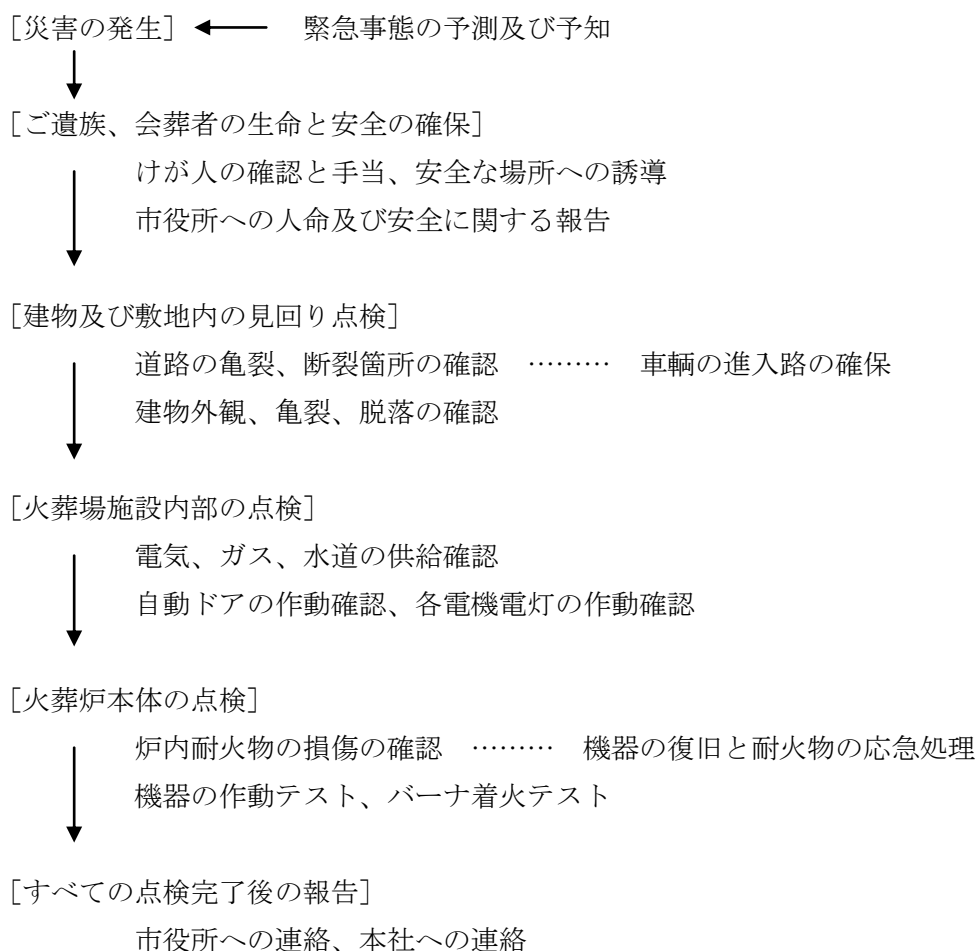 [災害の発生] 緊急事態の予測及び予知
[ご遺族、会葬者の生命と安全の確保]
けが人の確認と手当、安全な場所への誘導
市役所への人命及び安全に関する報告
[建物及び敷地内の見回り点検]
道路の亀裂、断裂箇所の確認 ……… 車輌の進入路の確保
建物外観、亀裂、脱落の確認
[火葬場施設内部の点検]
電気、ガス、水道の供給確認
自動ドアの作動確認、各電機電灯の作動確認
[火葬炉本体の点検]
炉内耐火物の損傷の確認 ……… 機器の復旧と耐火物の応急処理
機器の作動テスト、バーナ着火テスト
[すべての点検完了後の報告]
市役所への連絡、本社への連絡